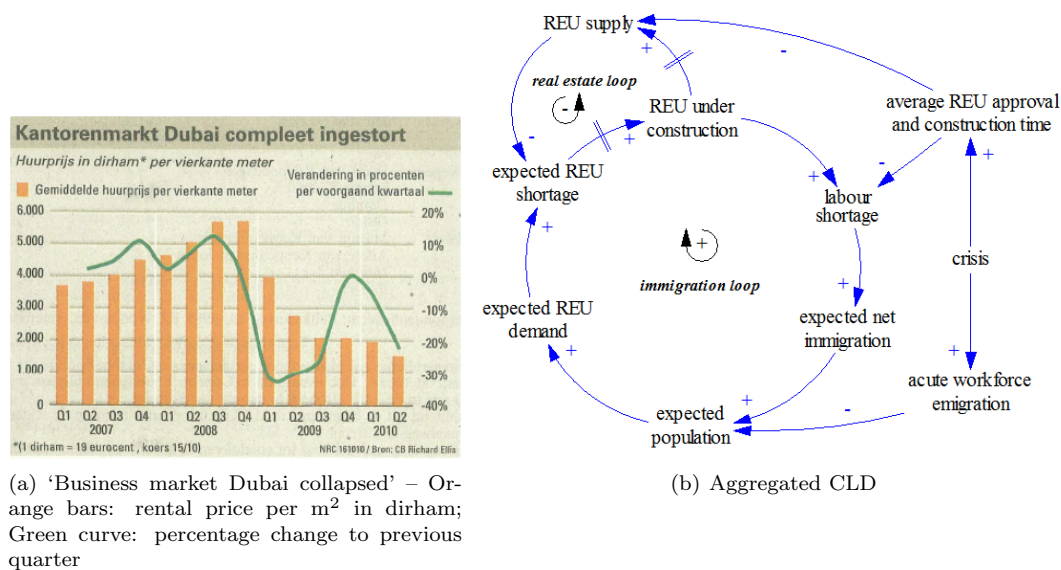 Kantorenmarkt Dubai compleet ingestort
Huurprijs in dirham* per vierkante meter
Gemiddelde huurprijs per vierkante meter
Verandering in procenten
per voorgaand kwartaal
6.000
5.000
4.000
3.000
2.000
1.000
0
20%
10%
0%
-10%
-20%
-30%
-40%
Q1 Q2 Q3 Q4 Q1 Q2 Q3 Q4 Q1 Q2 Q3 Q4 Q1 Q2
2007 2008 2009 2010
*(1 dirham = 19 eurocent , koers 15/10)
NRC 161010 / Bron: CB Richard Ellis
(a) ‘Business market Dubai collapsed’ – Or-
ange bars: rental price per m² in dirham;
Green curve: percentage change to previous
quarter
REU supply
+
-
real estate loop
-
REU under
construction
average REU approval
and construction time
-
+
+
-
expected REU
shortage
+
labour
shortage
+
+
immigration loop
crisis
expected REU
demand
+
expected net
immigration
+
+
acute workforce
emigration
+
-
expected
population
(b) Aggregated CLD